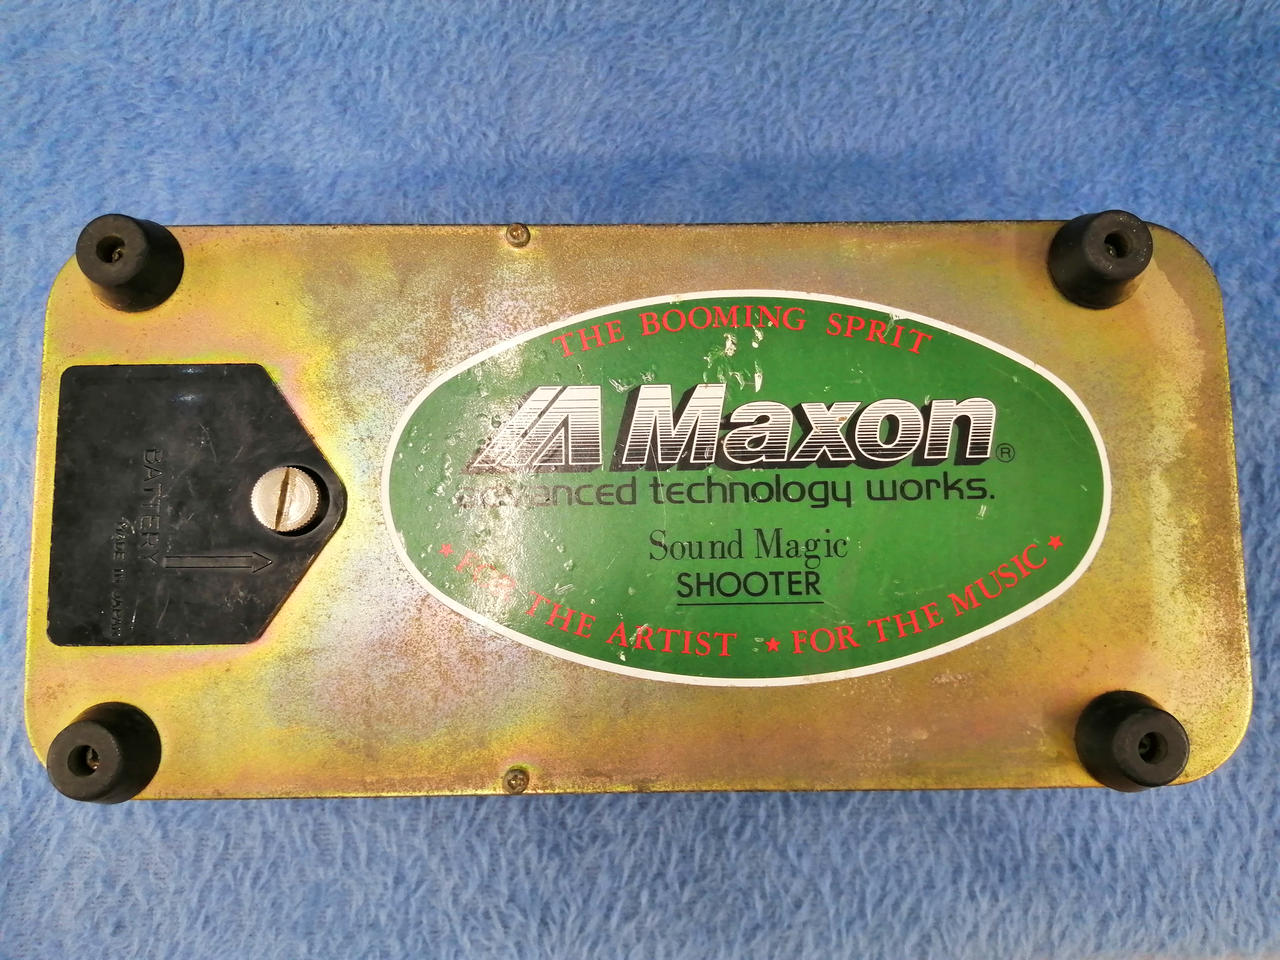 THE BOOMING SPRIT
Maxon®
advanced technology works.
Sound Magic
SHOOTER
★ FOR THE ARTIST ★ FOR THE MUSIC ★
BATTERY
MADE IN JAPAN